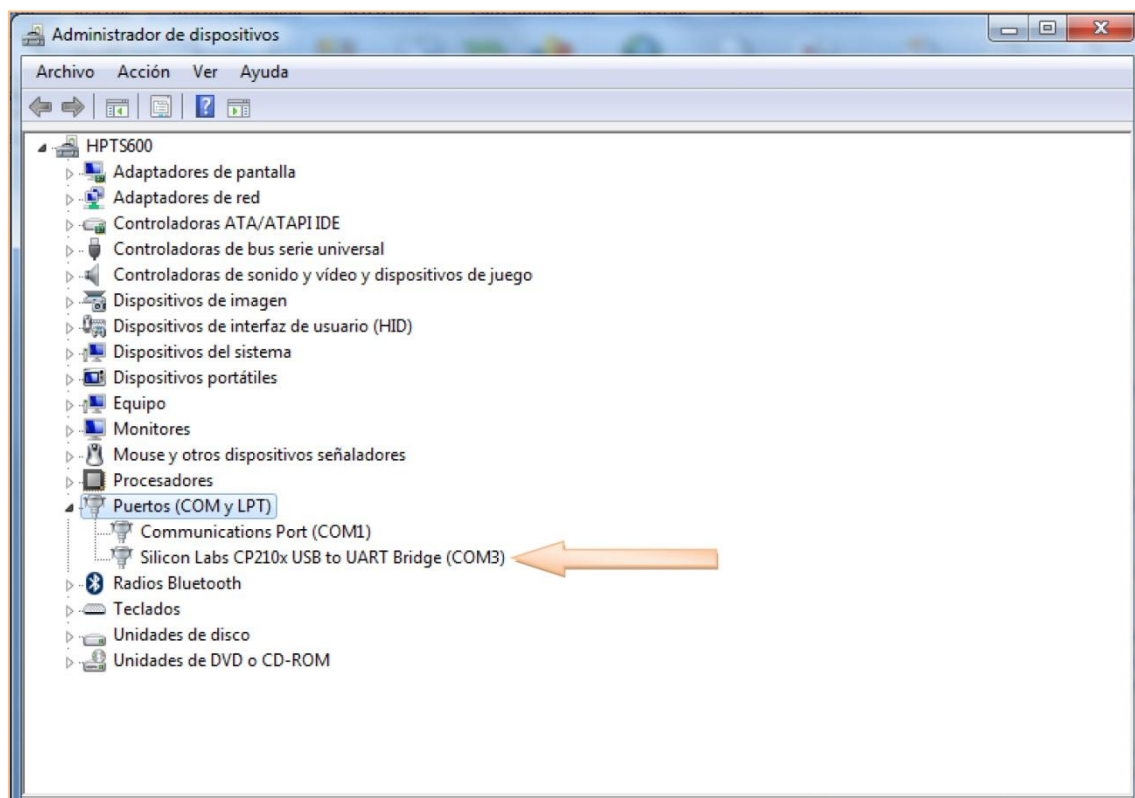 Administrador de dispositivos
Archivo Acción Ver Ayuda
HPTS600
Adaptadores de pantalla
Adaptadores de red
Controladoras ATA/ATAPI IDE
Controladoras de bus serie universal
Controladoras de sonido y vídeo y dispositivos de juego
Dispositivos de imagen
Dispositivos de interfaz de usuario (HID)
Dispositivos del sistema
Dispositivos portátiles
Equipo
Monitores
Mouse y otros dispositivos señaladores
Procesadores
Puertos (COM y LPT)
Communications Port (COM1)
Silicon Labs CP210x USB to UART Bridge (COM3)
Radios Bluetooth
Teclados
Unidades de disco
Unidades de DVD o CD-ROM